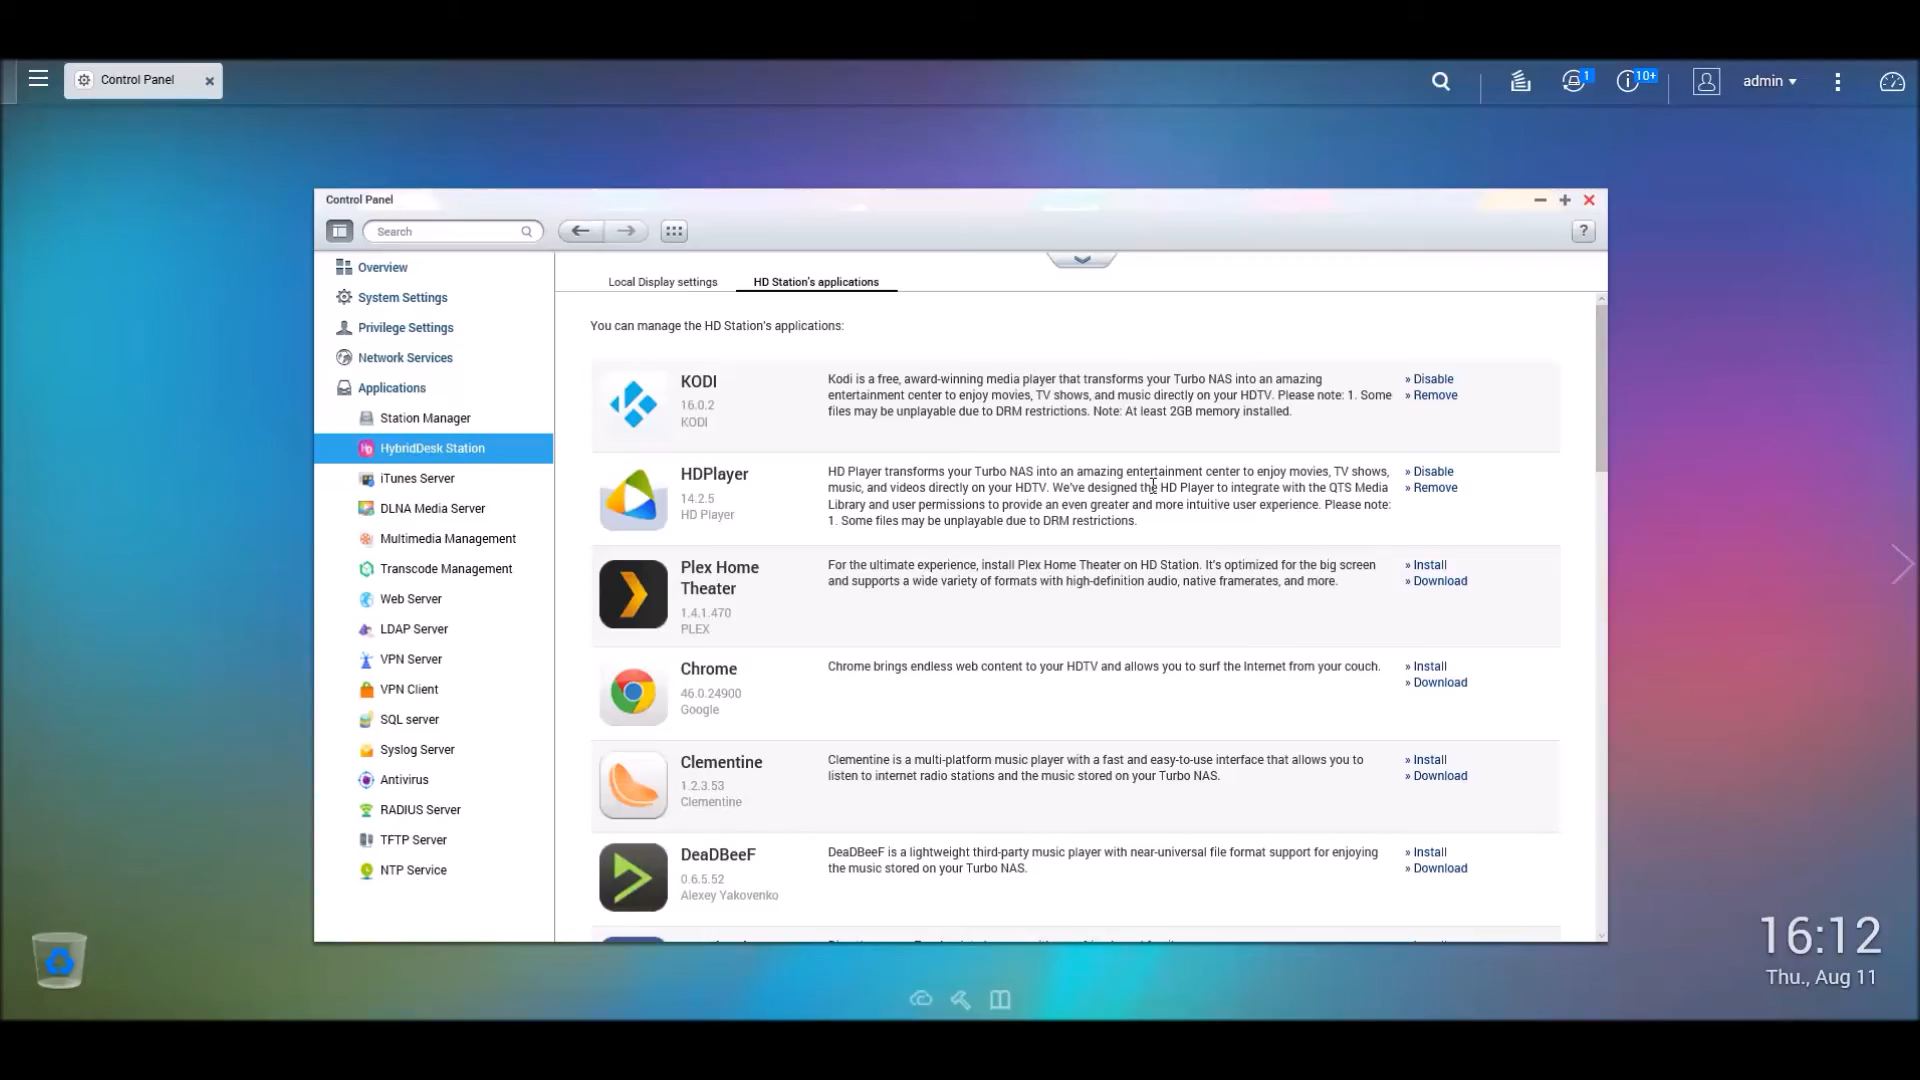 Control Panel
1
10+
admin
Control Panel
Search
?
Overview
System Settings
Privilege Settings
Network Services
Applications
Station Manager
HybridDesk Station
iTunes Server
DLNA Media Server
Multimedia Management
Transcode Management
Web Server
LDAP Server
VPN Server
VPN Client
SQL server
Syslog Server
Antivirus
RADIUS Server
TFTP Server
NTP Service
Local Display settings
HD Station's applications
You can manage the HD Station's applications:
KODI
16.0.2
KODI
Kodi is a free, award-winning media player that transforms your Turbo NAS into an amazing
entertainment center to enjoy movies, TV shows, and music directly on your HDTV. Please note: 1. Some
files may be unplayable due to DRM restrictions. Note: At least 2GB memory installed.
» Disable
» Remove
HDPlayer
14.2.5
HD Player
HD Player transforms your Turbo NAS into an amazing entertainment center to enjoy movies, TV shows,
music, and videos directly on your HDTV. We've designed the HD Player to integrate with the QTS Media
Library and user permissions to provide an even greater and more intuitive user experience. Please note:
1. Some files may be unplayable due to DRM restrictions.
» Disable
» Remove
Plex Home
Theater
1.4.1.470
PLEX
For the ultimate experience, install Plex Home Theater on HD Station. It's optimized for the big screen
and supports a wide variety of formats with high-definition audio, native framerates, and more.
» Install
» Download
Chrome
46.0.24900
Google
Chrome brings endless web content to your HDTV and allows you to surf the Internet from your couch.
» Install
» Download
Clementine
1.2.3.53
Clementine
Clementine is a multi-platform music player with a fast and easy-to-use interface that allows you to
listen to internet radio stations and the music stored on your Turbo NAS.
» Install
» Download
DeaDBeeF
0.6.5.52
Alexey Yakovenko
DeaDBeeF is a lightweight third-party music player with near-universal file format support for enjoying
the music stored on your Turbo NAS.
» Install
» Download
16:12
Thu., Aug 11